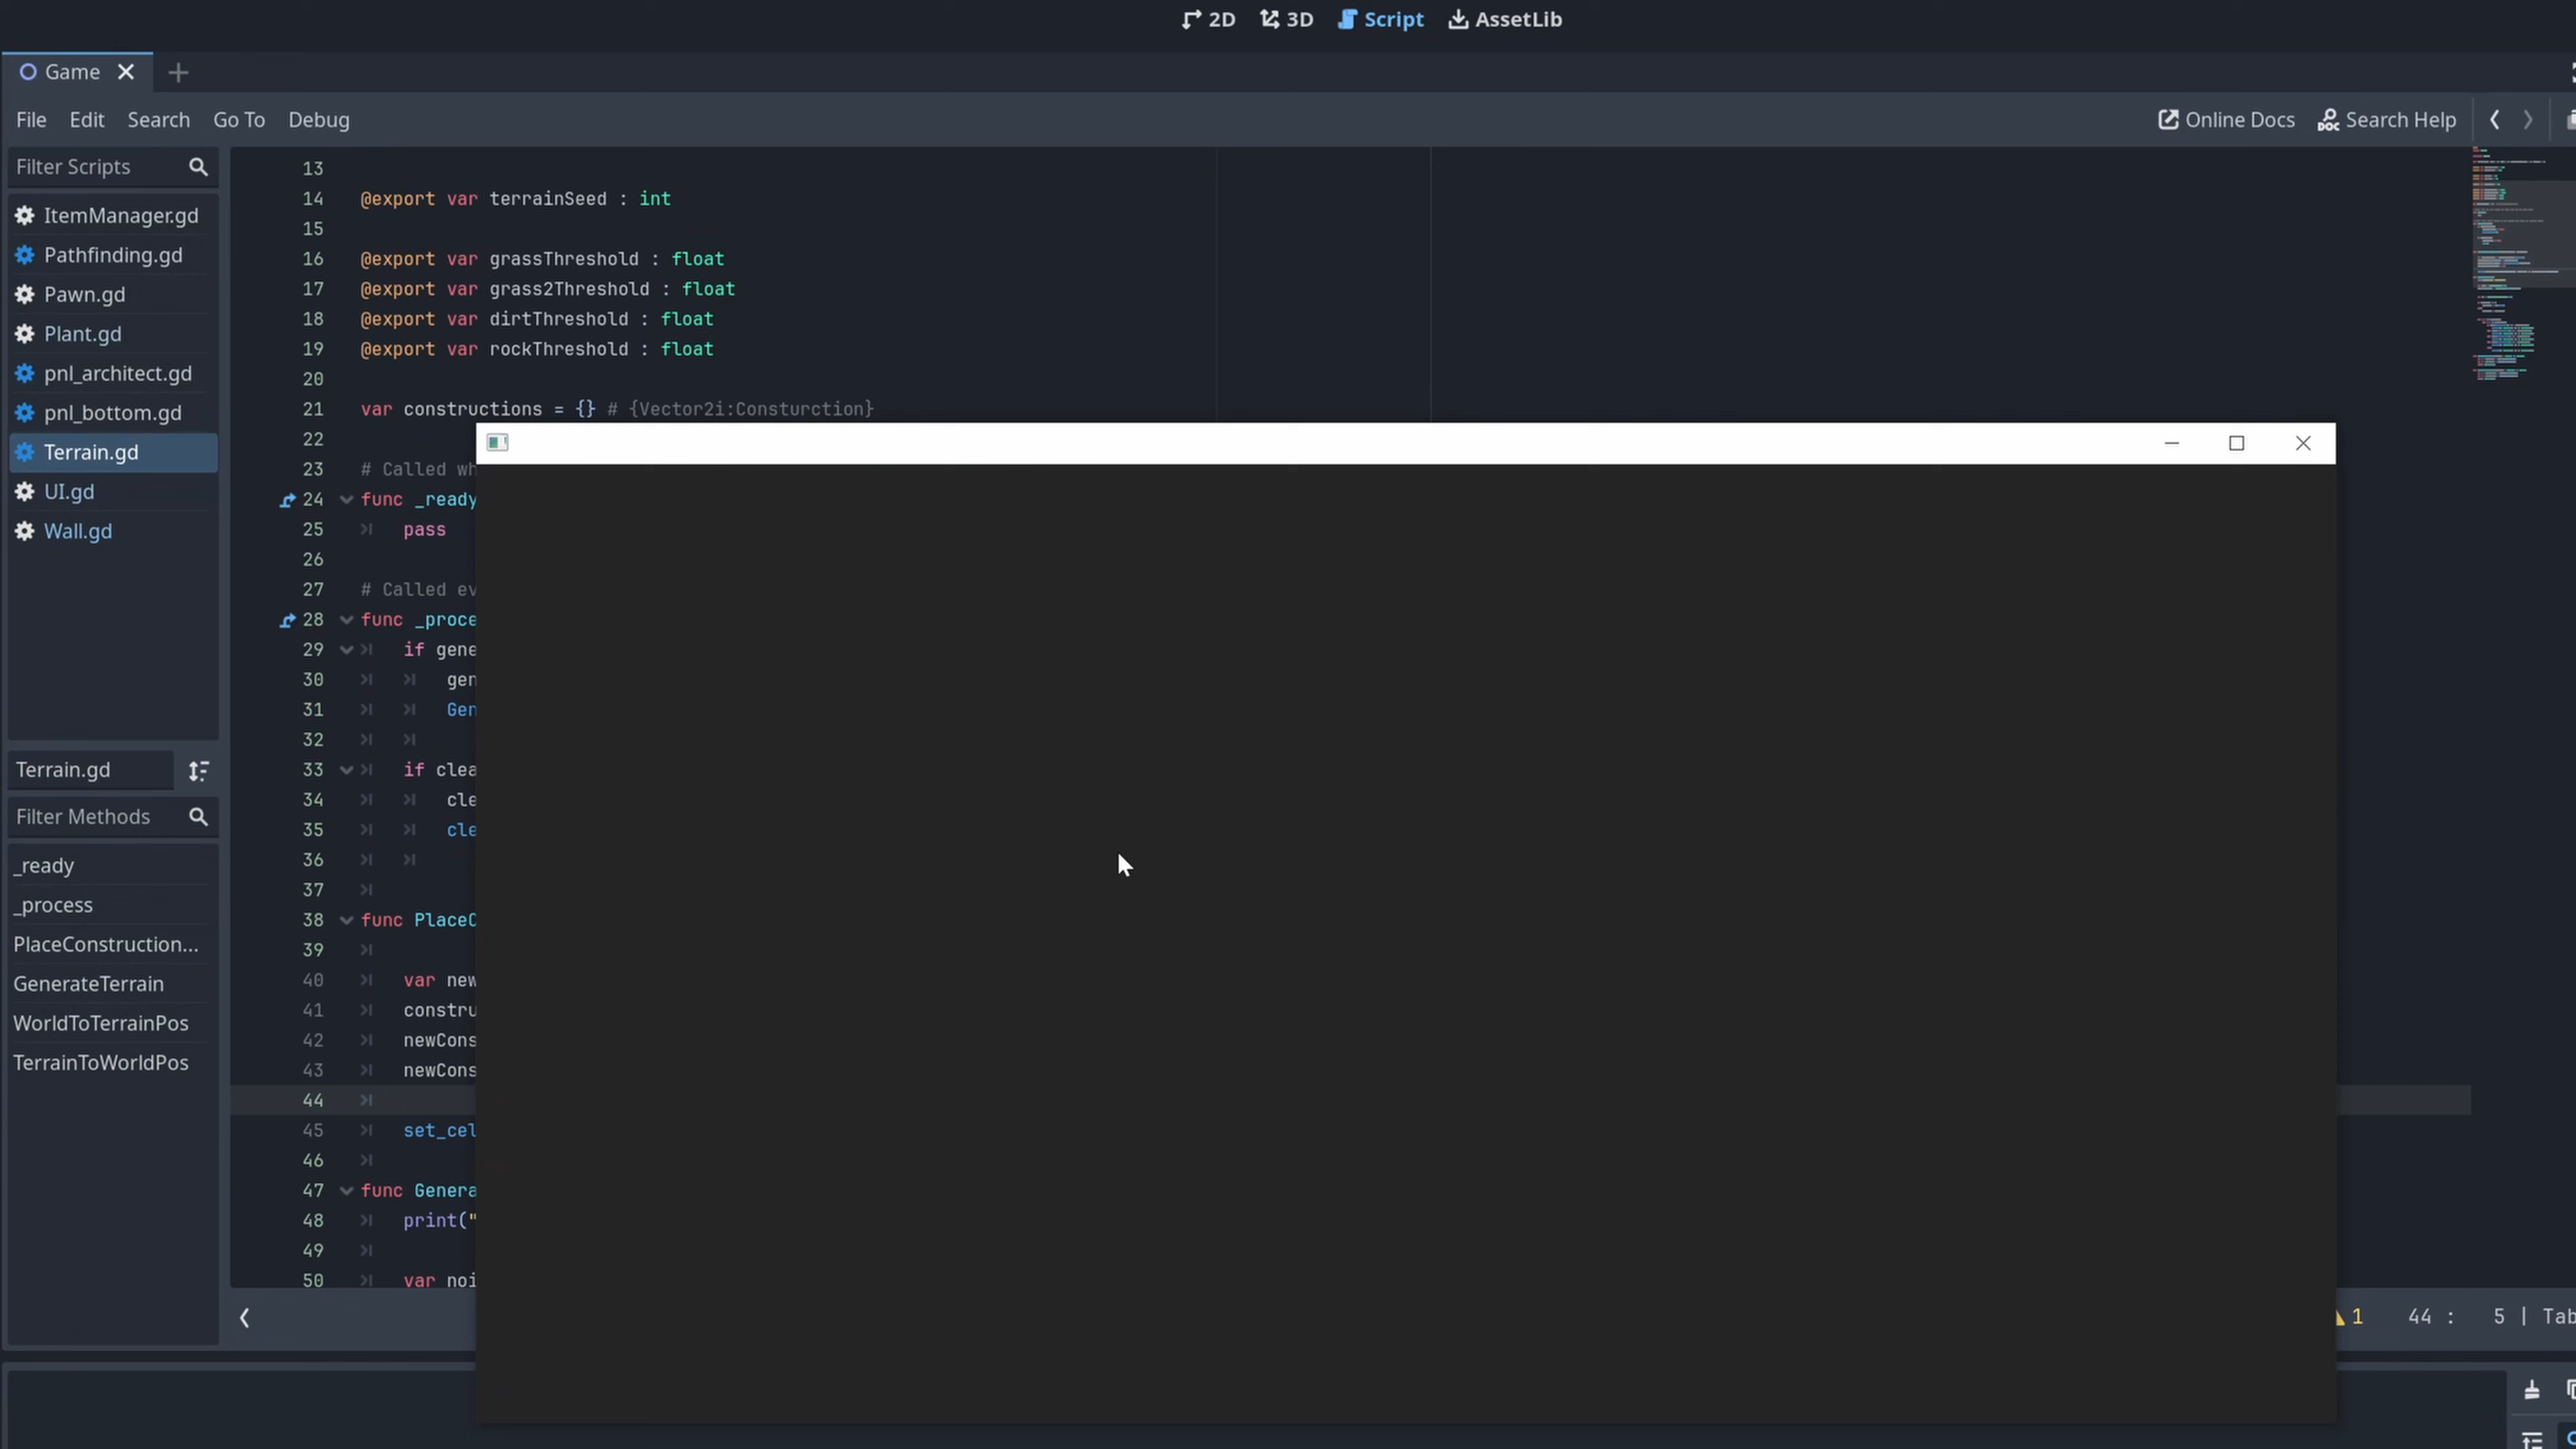 2D 3D Script AssetLib
Game
File Edit Search Go To Debug Online Docs Search Help
Filter Scripts
ItemManager.gd
Pathfinding.gd
Pawn.gd
Plant.gd
pnl_architect.gd
pnl_bottom.gd
Terrain.gd
UI.gd
Wall.gd
Terrain.gd
Filter Methods
_ready
_process
PlaceConstruction...
GenerateTerrain
WorldToTerrainPos
TerrainToWorldPos
13
14 @export var terrainSeed : int
15
16 @export var grassThreshold : float
17 @export var grass2Threshold : float
18 @export var dirtThreshold : float
19 @export var rockThreshold : float
20
21 var constructions = {} # {Vector2i:Consturction}
22
23 # Called wh
24 func _ready
25 pass
26
27 # Called ev
28 func _proce
29 if gene
30 gen
31 Gen
32
33 if clea
34 cle
35 cle
36
37
38 func PlaceC
39
40 var new
41 constru
42 newCons
43 newCons
44
45 set_cel
46
47 func Genera
48 print("
49
50 var noi
1 44 : 5 | Tab